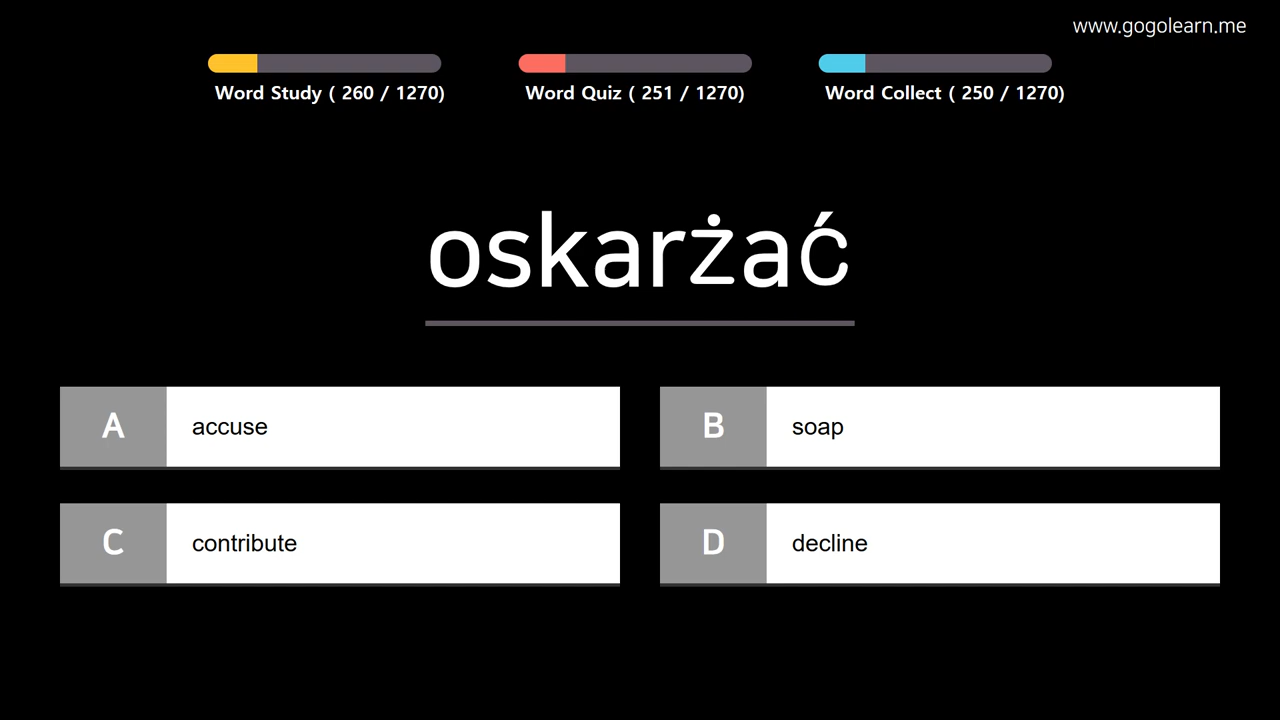 www.gogolearn.me
Word Study ( 260 / 1270)
Word Quiz ( 251 / 1270)
Word Collect ( 250 / 1270)
oskarżać
A accuse
B soap
C contribute
D decline